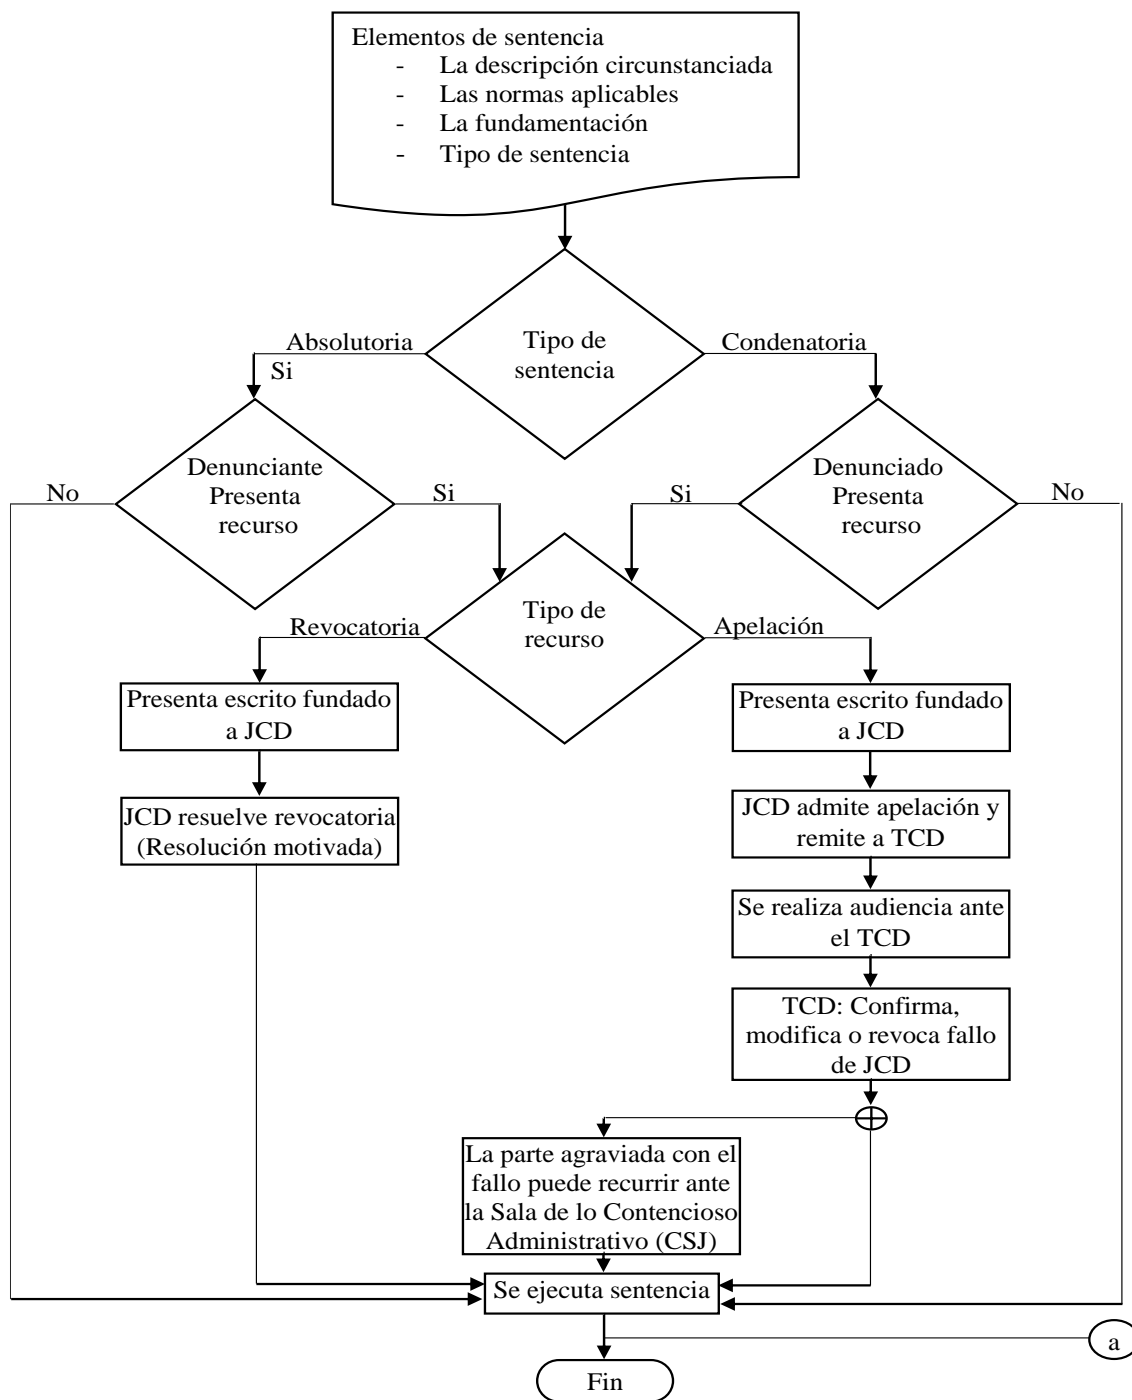 Elementos de sentencia
- La descripción circunstanciada
- Las normas aplicables
- La fundamentación
- Tipo de sentencia
Tipo de
sentencia
Absolutoria
Si
Condenatoria
Denunciante
Presenta
recurso
No
Si
Denunciado
Presenta
recurso
Si
No
Tipo de
recurso
Revocatoria
Apelación
Presenta escrito fundado
a JCD
JCD resuelve revocatoria
(Resolución motivada)
Presenta escrito fundado
a JCD
JCD admite apelación y
remite a TCD
Se realiza audiencia ante
el TCD
TCD: Confirma,
modifica o revoca fallo
de JCD
La parte agraviada con el
fallo puede recurrir ante
la Sala de lo Contencioso
Administrativo (CSJ)
Se ejecuta sentencia
a
Fin